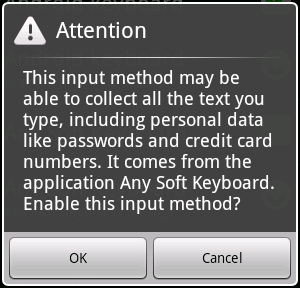 Attention
This input method may be
able to collect all the text you
type, including personal data
like passwords and credit card
numbers. It comes from the
application Any Soft Keyboard.
Enable this input method?
OK
Cancel